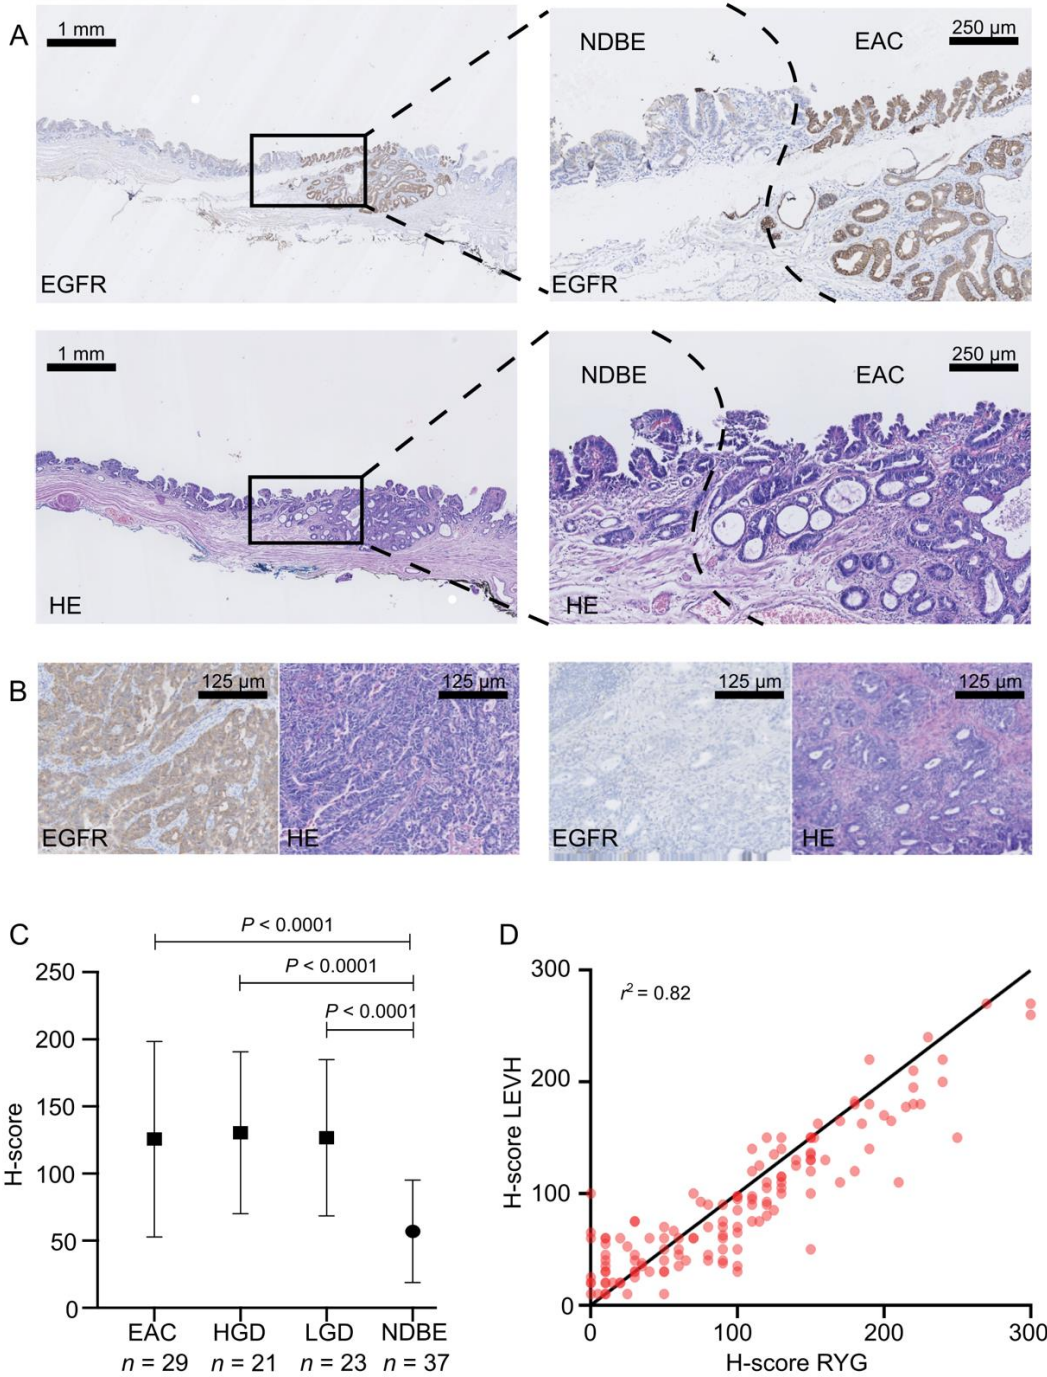 A
1 mm
NDBE
EAC
250 µm
EGFR
EGFR
1 mm
NDBE
EAC
250 µm
HE
HE
B
125 µm
125 µm
125 µm
125 µm
EGFR
HE
EGFR
HE
C
P < 0.0001
P < 0.0001
P < 0.0001
250
200
150
100
50
0
H-score
EAC
HGD
LGD
NDBE
n = 29
n = 21
n = 23
n = 37
D
r² = 0.82
300
200
100
0
H-score LEVH
0
100
200
300
H-score RYG